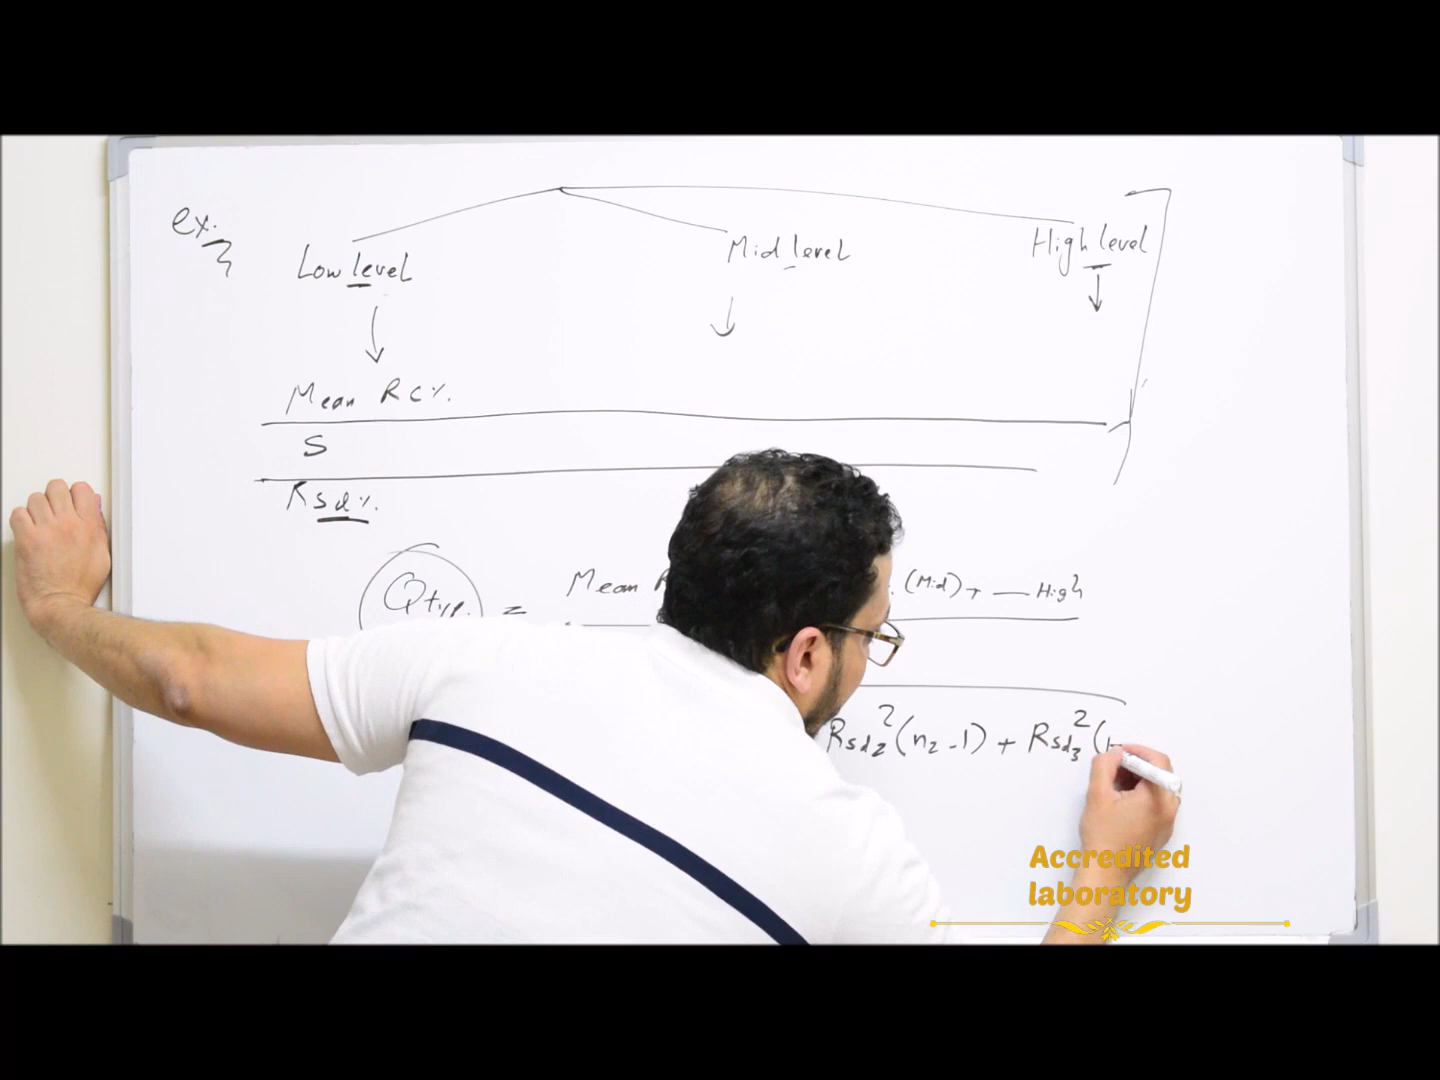 ex.
Low level Mid level High level
Mean RC%.
S
Rsd%.
Qtyp. = Mean (Mid) + — High
Rsd₂² (n₂ - 1) + Rsd₃² (
Accredited
laboratory